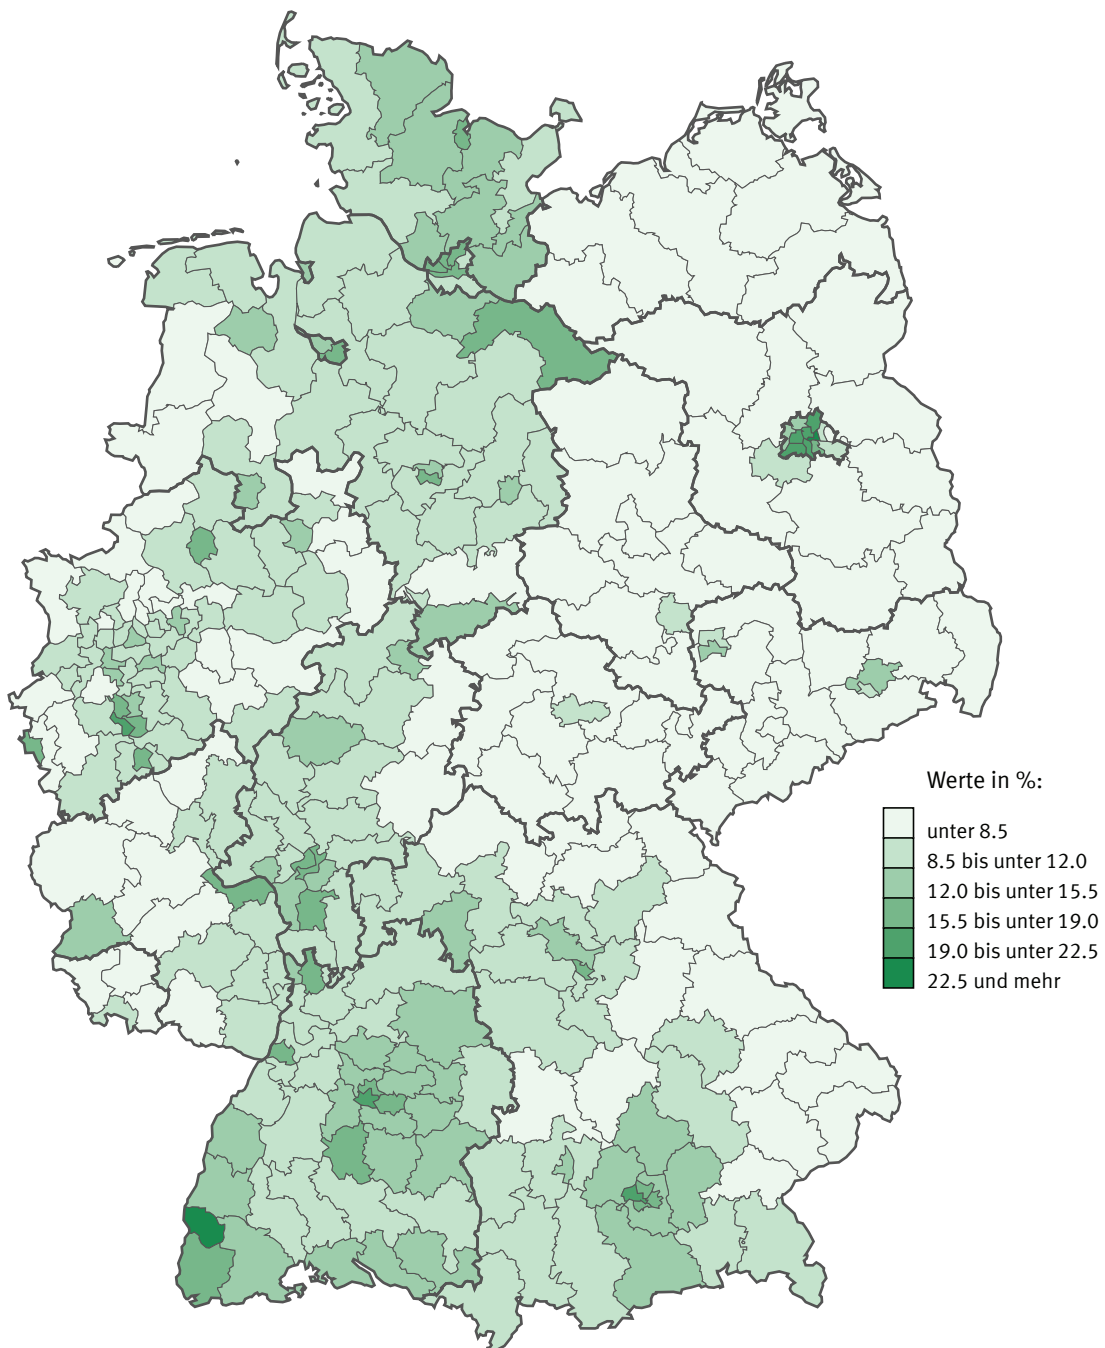 Werte in %:
unter 8.5
8.5 bis unter 12.0
12.0 bis unter 15.5
15.5 bis unter 19.0
19.0 bis unter 22.5
22.5 und mehr